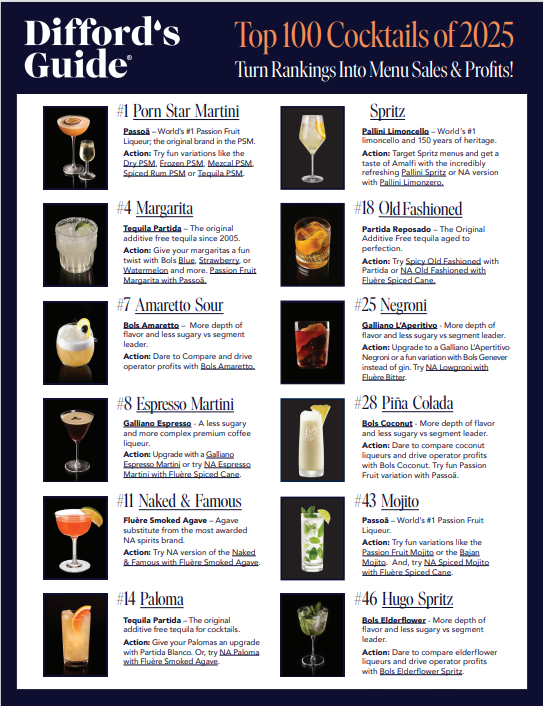 Difford's
Guide®
Top 100 Cocktails of 2025
Turn Rankings Into Menu Sales & Profits!
#1 Porn Star Martini
Passoã – World's #1 Passion Fruit
Liqueur; the original brand in the PSM.
Action: Try fun variations like the
Dry PSM, Frozen PSM, Mezcal PSM,
Spiced Rum PSM or Tequila PSM.
#4 Margarita
Tequila Partida – The original
additive free tequila since 2005.
Action: Give your margaritas a fun
twist with Bols Blue, Strawberry, or
Watermelon and more. Passion Fruit
Margarita with Passoã.
#7 Amaretto Sour
Bols Amaretto – More depth of
flavor and less sugary vs segment
leader.
Action: Dare to Compare and drive
operator profits with Bols Amaretto.
#8 Espresso Martini
Galliano Espresso - A less sugary
and more complex premium coffee
liqueur.
Action: Upgrade with a Galliano
Espresso Martini or try NA Espresso
Martini with Fluère Spiced Cane.
#11 Naked & Famous
Fluère Smoked Agave – Agave
substitute from the most awarded
NA spirits brand.
Action: Try NA version of the Naked
& Famous with Fluère Smoked Agave.
#14 Paloma
Tequila Partida – The original
additive free tequila for cocktails.
Action: Give your Palomas an upgrade
with Partida Blanco. Or, try NA Paloma
with Fluère Smoked Agave.
Spritz
Pallini Limoncello – World's #1
limoncello and 150 years of heritage.
Action: Target Spritz menus and get a
taste of Amalfi with the incredibly
refreshing Pallini Spritz or NA version
with Pallini Limonzero.
#18 Old Fashioned
Partida Reposado – The Original
Additive Free tequila aged to
perfection.
Action: Try Spicy Old Fashioned with
Partida or NA Old Fashioned with
Fluère Spiced Cane.
#25 Negroni
Galliano L'Aperitivo - More depth of
flavor and less sugary vs segment leader.
Action: Upgrade to a Galliano L'Apertitivo
Negroni or a fun variation with Bols Genever
instead of gin. Try NA Lowgroni with
Fluère Bitter.
#28 Piña Colada
Bols Coconut - More depth of flavor
and less sugary vs segment leader.
Action: Dare to compare coconut
liqueurs and drive operator profits
with Bols Coconut. Try fun Passion
Fruit variation with Passoã.
#43 Mojito
Passoã – World's #1 Passion Fruit
Liqueur.
Action: Try fun variations like the
Passion Fruit Mojito or the Bajan
Mojito. And, try NA Spiced Mojito
with Fluère Spiced Cane.
#46 Hugo Spritz
Bols Elderflower - More depth of
flavor and less sugary vs segment
leader.
Action: Dare to compare elderflower
liqueurs and drive operator profits
with Bols Elderflower Spritz.